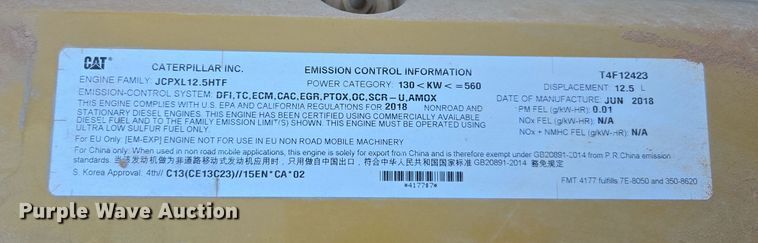 CAT CATERPILLAR INC. EMISSION CONTROL INFORMATION T4F12423
ENGINE FAMILY: JCPXL12.5HTF POWER CATEGORY: 130<KW<=560 DISPLACEMENT: 12.5 L
EMISSION-CONTROL SYSTEM: DFI,TC,ECM,CAC,EGR,PTOX,OC,SCR-U,AMOX DATE OF MANUFACTURE: JUN 2018
THIS ENGINE COMPLIES WITH U.S. EPA AND CALIFORNIA REGULATIONS FOR 2018 NONROAD AND PM FEL (g/kW-HR): 0.01
STATIONARY DIESEL ENGINES. THIS ENGINE HAS BEEN CERTIFIED USING COMMERCIALLY AVAILABLE NOx FEL (g/kW-HR): N/A
DIESEL FUEL AND TO THE FAMILY EMISSION LIMIT(S) SHOWN. THIS ENGINE MUST BE OPERATED USING
ULTRA LOW SULFUR FUEL ONLY. NOx + NMHC FEL (g/kW-HR): N/A
For EU Only: [EM-EXP] ENGINE NOT FOR USE IN EU NON ROAD MOBILE MACHINERY
For China only: When used in non road mobile applications, this engine is solely for export from China and is therefore exempt under GB20891-2014 from P.R.China emission
standards. 当该发动机做为非道路移动式发动机应用时，只用做自中国出口，符合中华人民共和国国家标准 GB20891-2014 豁免规定
S. Korea Approval: 4th// C13(CE13C23)//15EN*CA*02
*4177#7* FMT 4177 fulfills 7E-8050 and 350-8620
Purple Wave Auction